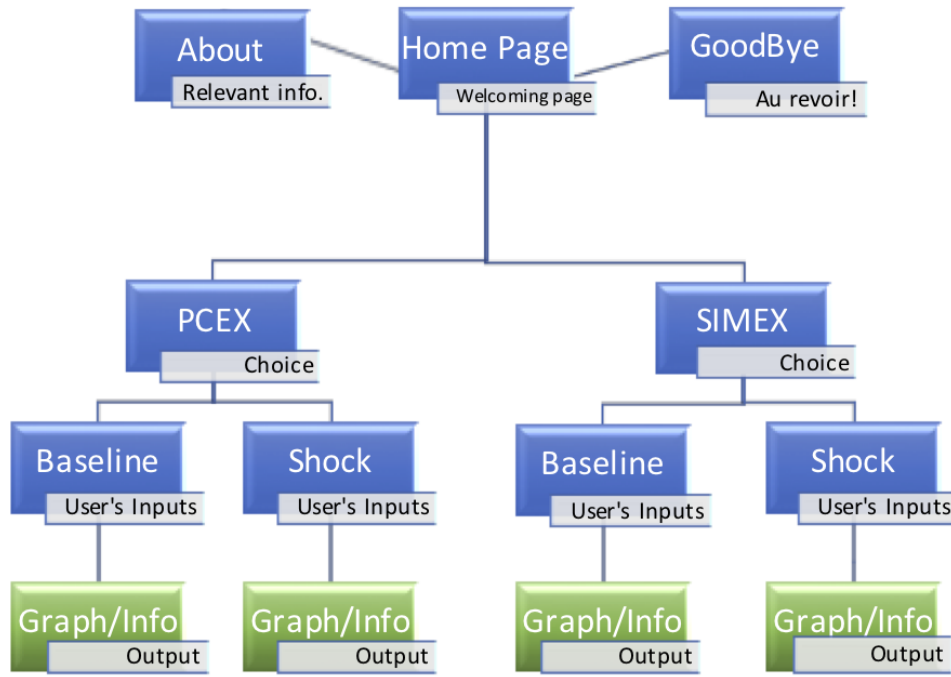 About
Relevant info.
Home Page
Welcoming page
GoodBye
Au revoir!
PCEX
Choice
SIMEX
Choice
Baseline
User's Inputs
Shock
User's Inputs
Baseline
User's Inputs
Shock
User's Inputs
Graph/Info
Output
Graph/Info
Output
Graph/Info
Output
Graph/Info
Output